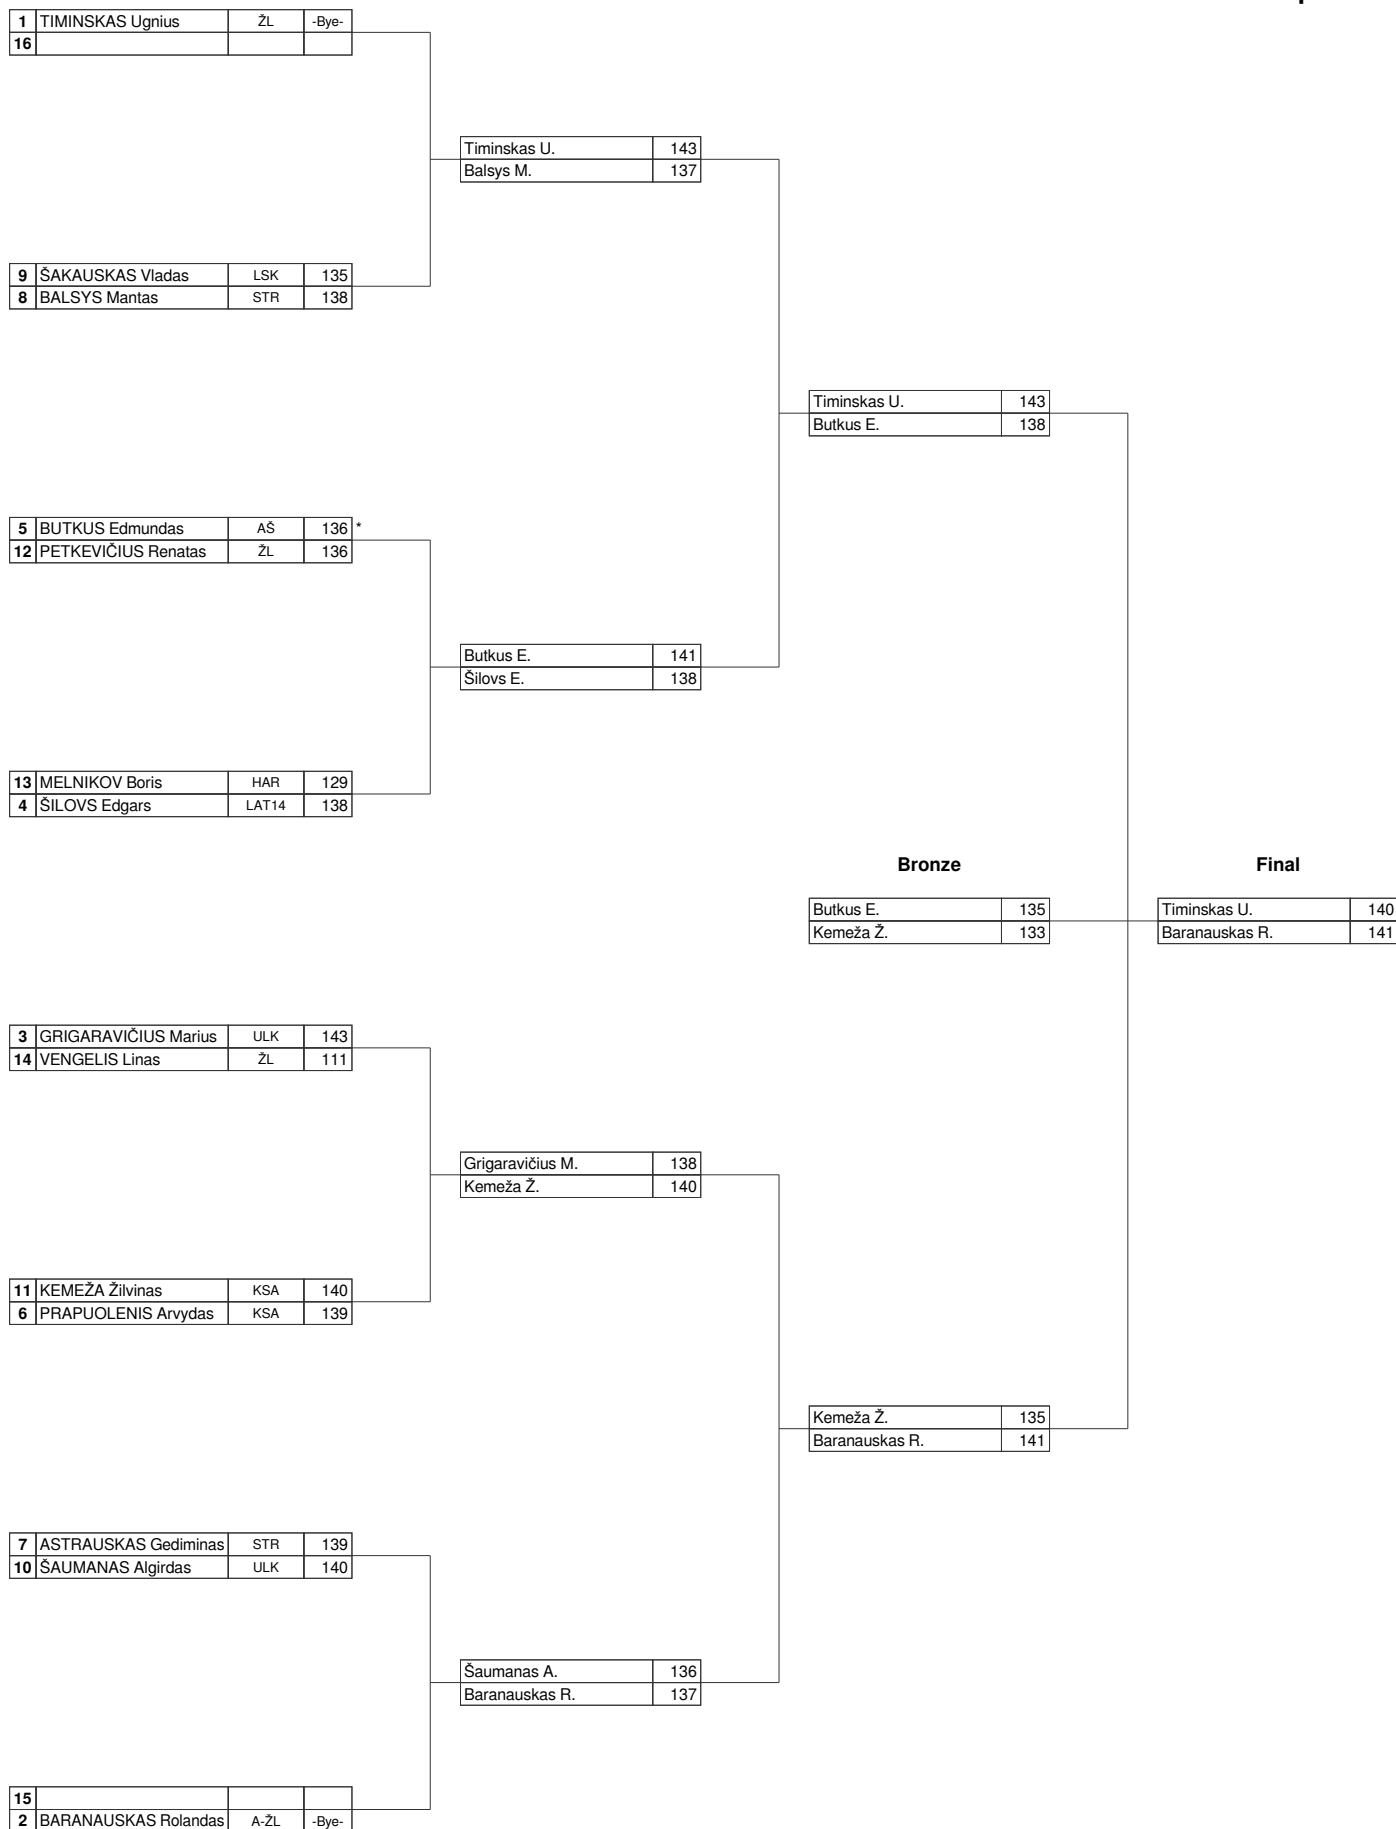 1 TIMINSKAS Ugnius ŽL -Bye-
16
Timinskas U. 143
Balsys M. 137
9 ŠAKAUSKAS Vladas LSK 135
8 BALSYS Mantas STR 138
Timinskas U. 143
Butkus E. 138
5 BUTKUS Edmundas AŠ 136 *
12 PETKEVIČIUS Renatas ŽL 136
Butkus E. 141
Šilovs E. 138
13 MELNIKOV Boris HAR 129
4 ŠILOVS Edgars LAT14 138
Bronze Final
Butkus E. 135 Timinskas U. 140
Kemeža Ž. 133 Baranauskas R. 141
3 GRIGARAVIČIUS Marius ULK 143
14 VENGELIS Linas ŽL 111
Grigaravičius M. 138
Kemeža Ž. 140
11 KEMEŽA Žilvinas KSA 140
6 PRAPUOLENIS Arvydas KSA 139
Kemeža Ž. 135
Baranauskas R. 141
7 ASTRAUSKAS Gediminas STR 139
10 ŠAUMANAS Algirdas ULK 140
Šaumanas A. 136
Baranauskas R. 137
15
2 BARANAUSKAS Rolandas A-ŽL -Bye-